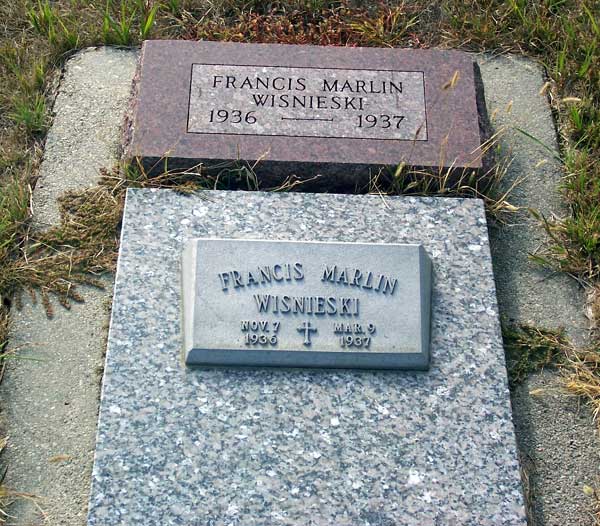 FRANCIS MARLIN
WISNIESKI
1936 — 1937
FRANCIS MARLIN
WISNIESKI
NOV. 7 MAR. 9
1936 1937